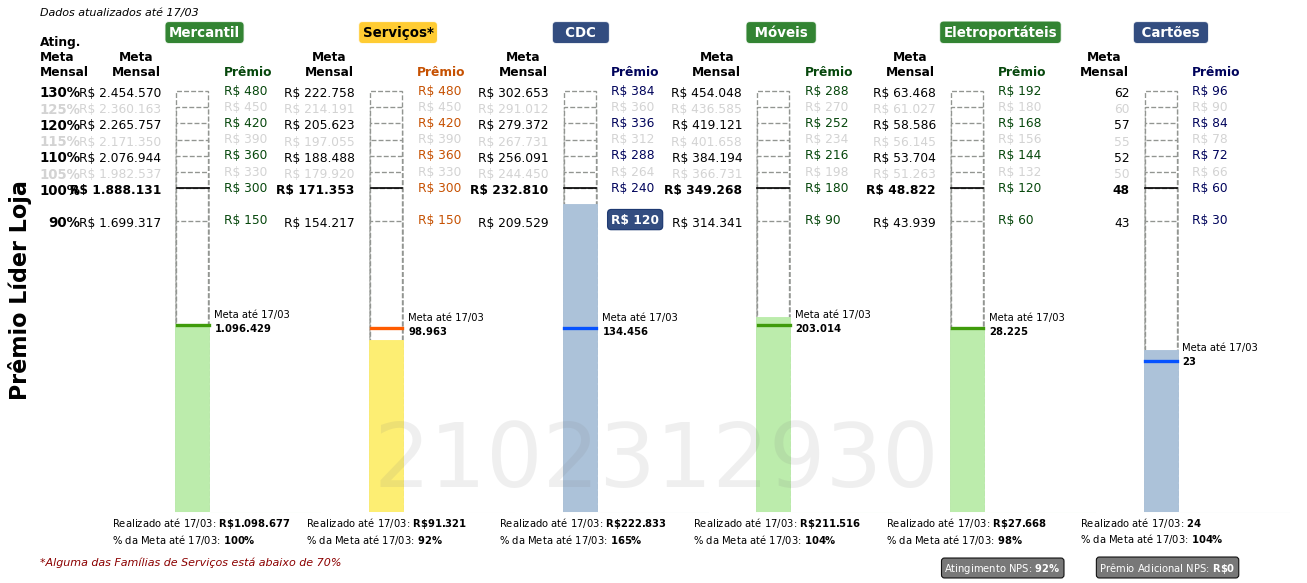 Dados atualizados até 17/03
Mercantil Serviços* CDC Móveis Eletroportáteis Cartões
Ating.
Meta Meta Meta Meta Meta Meta Meta
Mensal Mensal Prêmio Mensal Prêmio Mensal Prêmio Mensal Prêmio Mensal Prêmio Mensal Prêmio
130% R$ 2.454.570 R$ 480 R$ 222.758 R$ 480 R$ 302.653 R$ 384 R$ 454.048 R$ 288 R$ 63.468 R$ 192 62 R$ 96
125% R$ 2.360.163 R$ 450 R$ 214.191 R$ 450 R$ 291.012 R$ 360 R$ 436.585 R$ 270 R$ 61.027 R$ 180 60 R$ 90
120% R$ 2.265.757 R$ 420 R$ 205.623 R$ 420 R$ 279.372 R$ 336 R$ 419.121 R$ 252 R$ 58.586 R$ 168 57 R$ 84
115% R$ 2.171.350 R$ 390 R$ 197.055 R$ 390 R$ 267.731 R$ 312 R$ 401.658 R$ 234 R$ 56.145 R$ 156 55 R$ 78
110% R$ 2.076.944 R$ 360 R$ 188.488 R$ 360 R$ 256.091 R$ 288 R$ 384.194 R$ 216 R$ 53.704 R$ 144 52 R$ 72
105% R$ 1.982.537 R$ 330 R$ 179.920 R$ 330 R$ 244.450 R$ 264 R$ 366.731 R$ 198 R$ 51.263 R$ 132 50 R$ 66
100% R$ 1.888.131 R$ 300 R$ 171.353 R$ 300 R$ 232.810 R$ 240 R$ 349.268 R$ 180 R$ 48.822 R$ 120 48 R$ 60
90% R$ 1.699.317 R$ 150 R$ 154.217 R$ 150 R$ 209.529 R$ 120 R$ 314.341 R$ 90 R$ 43.939 R$ 60 43 R$ 30
Prêmio Líder Loja
Meta até 17/03 Meta até 17/03 Meta até 17/03 Meta até 17/03 Meta até 17/03 Meta até 17/03
1.096.429 98.963 134.456 203.014 28.225 23
2102312930
Realizado até 17/03: R$1.098.677 Realizado até 17/03: R$91.321 Realizado até 17/03: R$222.833 Realizado até 17/03: R$211.516 Realizado até 17/03: R$27.668 Realizado até 17/03: 24
% da Meta até 17/03: 100% % da Meta até 17/03: 92% % da Meta até 17/03: 165% % da Meta até 17/03: 104% % da Meta até 17/03: 98% % da Meta até 17/03: 104%
*Alguma das Famílias de Serviços está abaixo de 70% Atingimento NPS: 92% Prêmio Adicional NPS: R$0